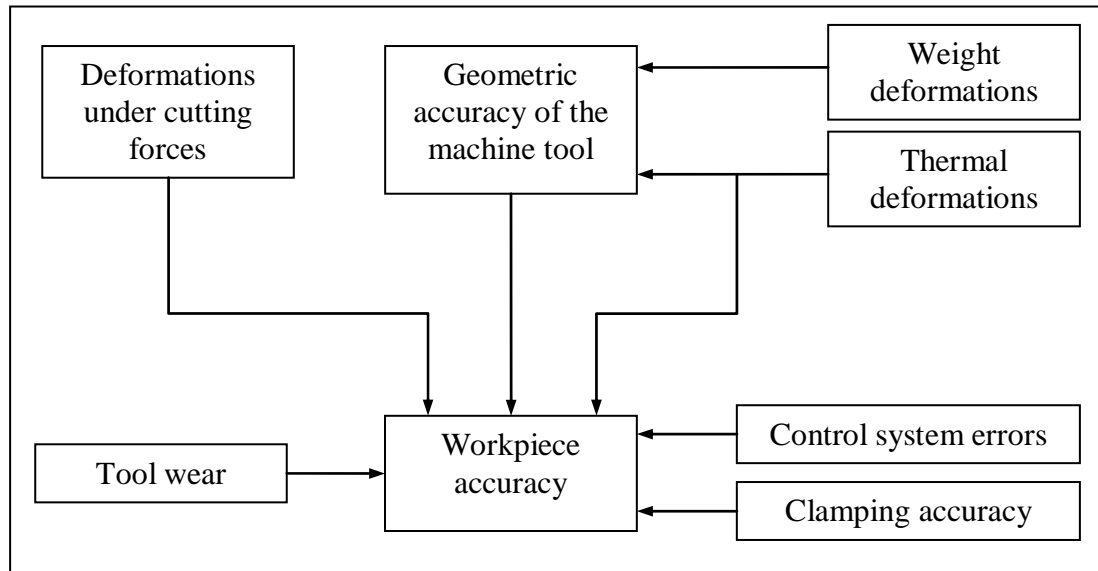 Deformations
under cutting
forces
Geometric
accuracy of the
machine tool
Weight
deformations
Thermal
deformations
Tool wear
Workpiece
accuracy
Control system errors
Clamping accuracy